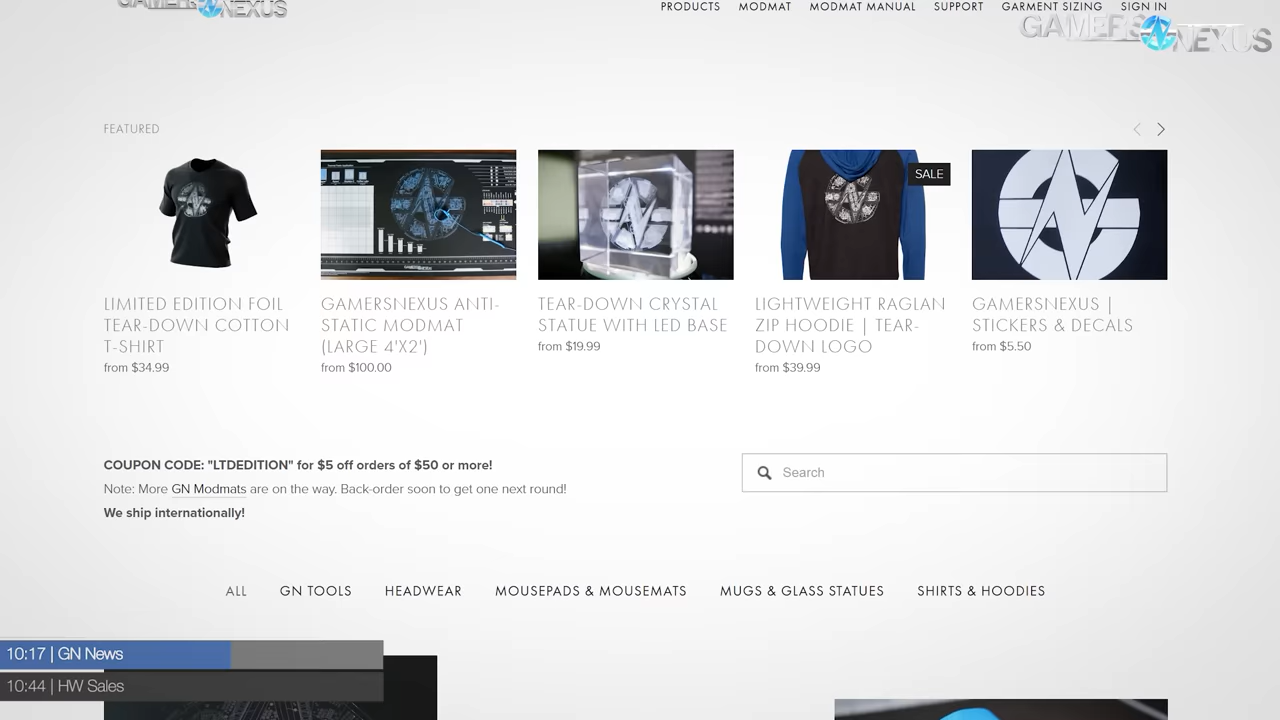 GAMERS NEXUS
PRODUCTS MODMAT MODMAT MANUAL SUPPORT GARMENT SIZING SIGN IN
GAMERS NEXUS
FEATURED
SALE
LIMITED EDITION FOIL
TEAR-DOWN COTTON
T-SHIRT
from $34.99
GAMERSNEXUS ANTI-
STATIC MODMAT
(LARGE 4'X2')
from $100.00
TEAR-DOWN CRYSTAL
STATUE WITH LED BASE
from $19.99
LIGHTWEIGHT RAGLAN
ZIP HOODIE | TEAR-
DOWN LOGO
from $39.99
GAMERSNEXUS |
STICKERS & DECALS
from $5.50
COUPON CODE: "LTDEDITION" for $5 off orders of $50 or more!
Note: More GN Modmats are on the way. Back-order soon to get one next round!
We ship internationally!
Search
ALL GN TOOLS HEADWEAR MOUSEPADS & MOUSEMATS MUGS & GLASS STATUES SHIRTS & HOODIES
10:17 | GN News
10:44 | HW Sales